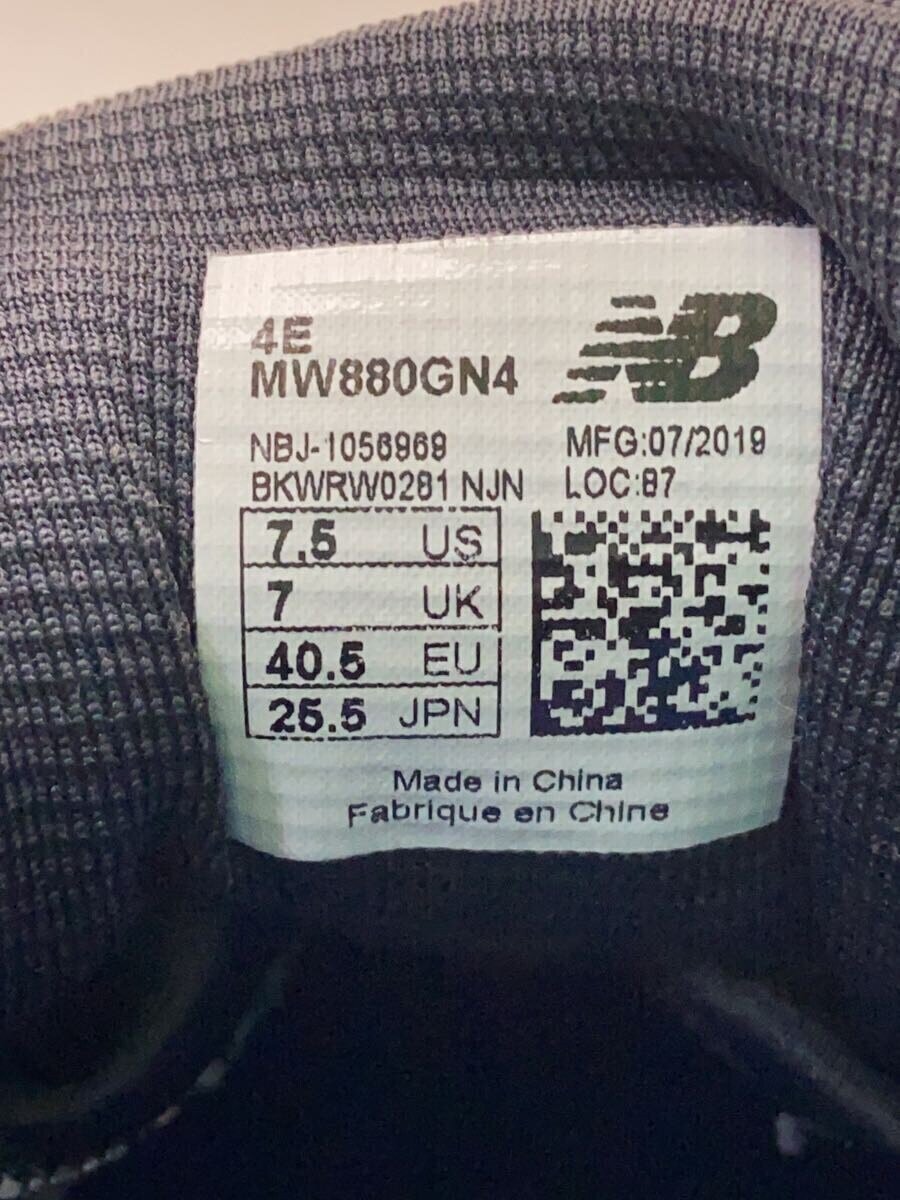 4E
MW880GN4
NB
NBJ-1056969
MFG:07/2019
BKWRW0281 NJN
LOC:87
7.5 US
7 UK
40.5 EU
25.5 JPN
Made in China
Fabrique en Chine